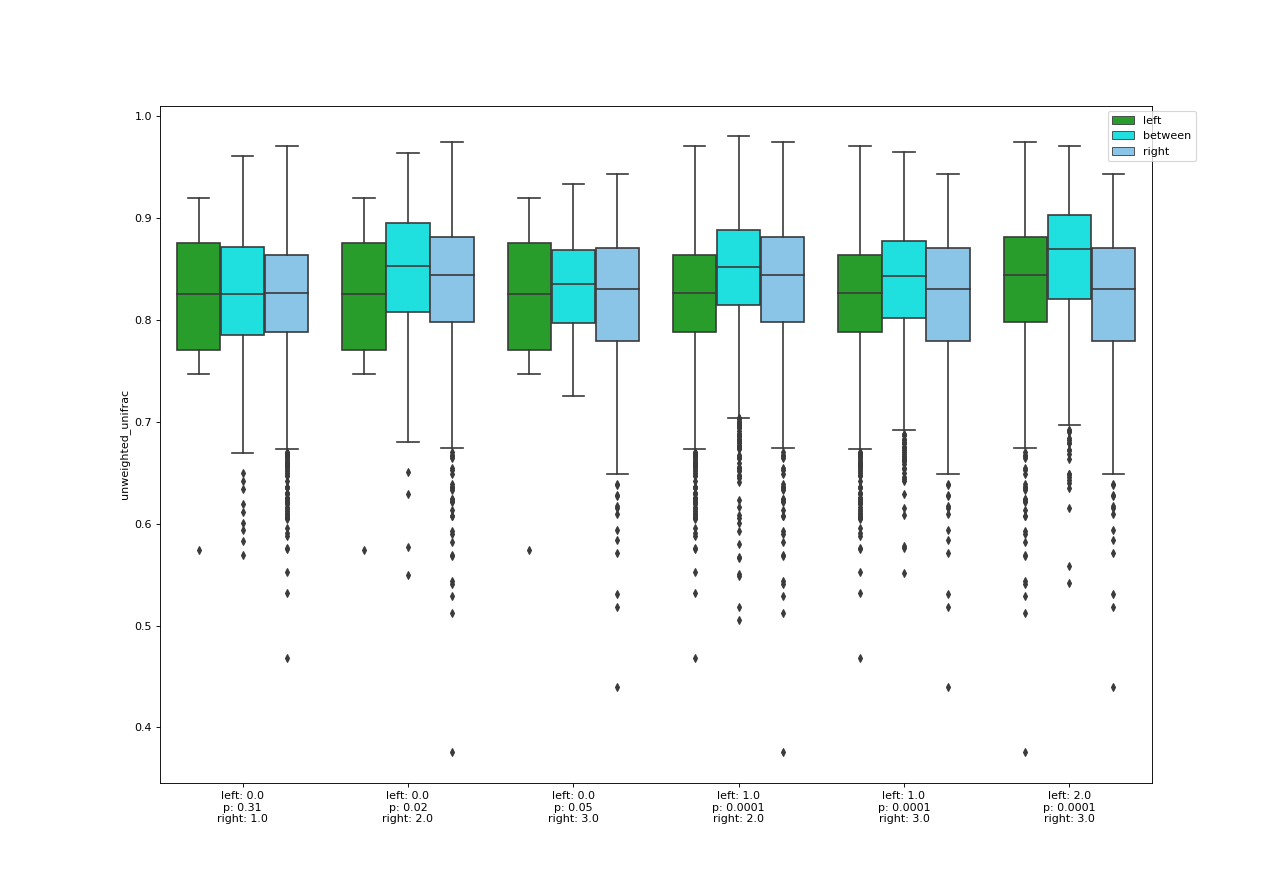 1.0
0.9
0.8
0.7
0.6
0.5
0.4
unweighted_unifrac
left
between
right
left: 0.0
p: 0.31
right: 1.0
left: 0.0
p: 0.02
right: 2.0
left: 0.0
p: 0.05
right: 3.0
left: 1.0
p: 0.0001
right: 2.0
left: 1.0
p: 0.0001
right: 3.0
left: 2.0
p: 0.0001
right: 3.0